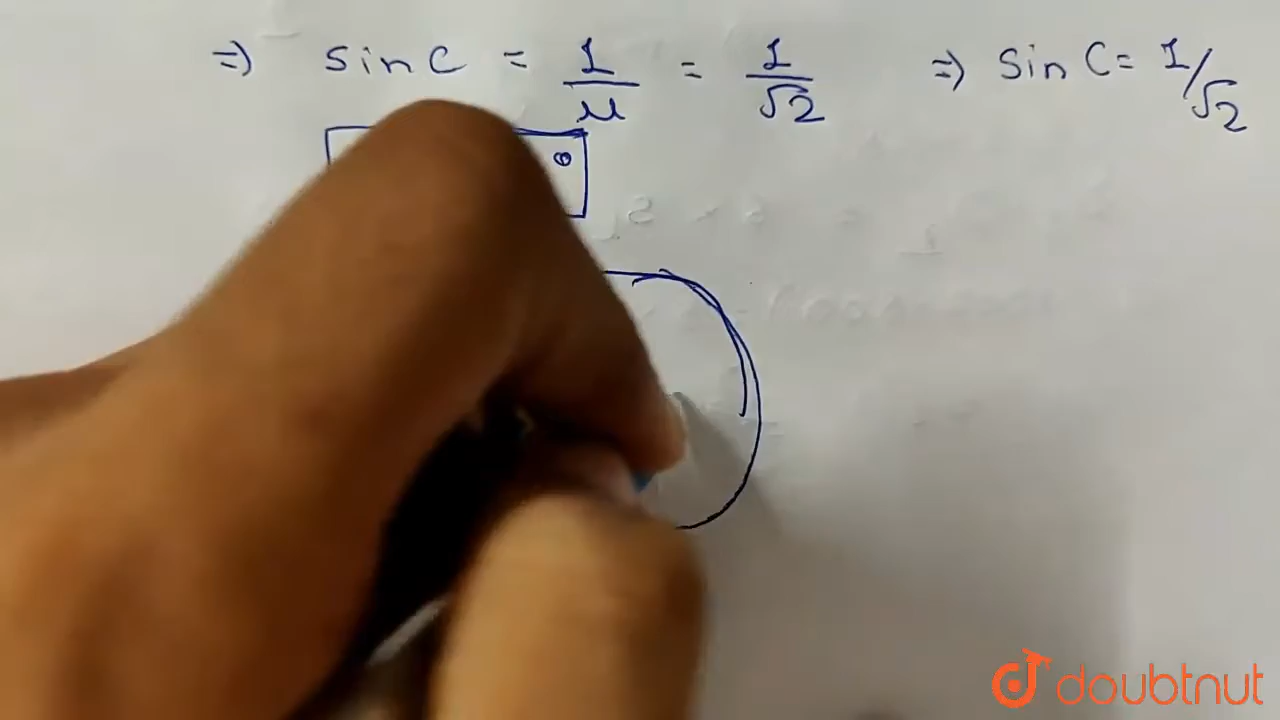 ⇒ sin C = 1/μ = 1/√2 ⇒ Sin C = 1/√2
doubtnut